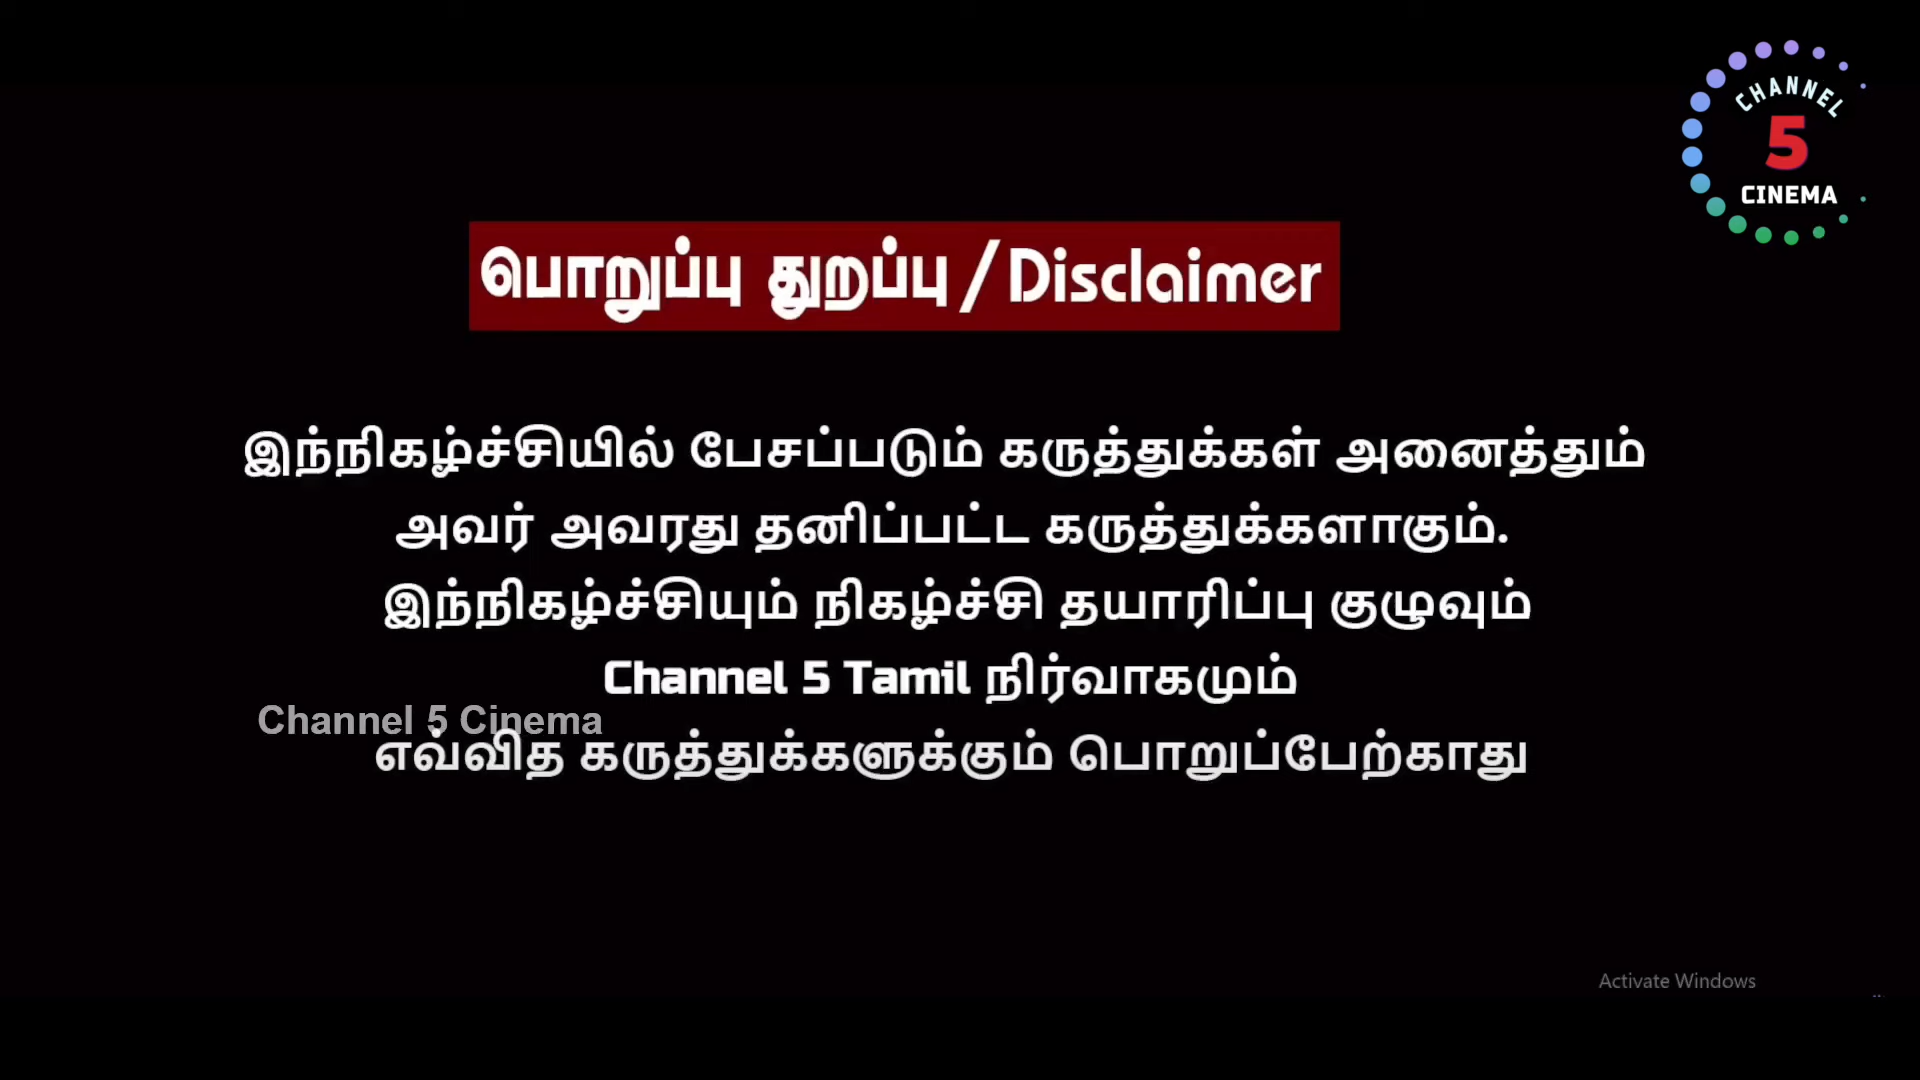 CHANNEL
5
CINEMA
பொறுப்பு துறப்பு / Disclaimer
இந்நிகழ்ச்சியில் பேசப்படும் கருத்துக்கள் அனைத்தும்
அவர் அவரது தனிப்பட்ட கருத்துக்களாகும்.
இந்நிகழ்ச்சியும் நிகழ்ச்சி தயாரிப்பு குழுவும்
Channel 5 Tamil நிர்வாகமும்
Channel 5 Cinema
எவ்வித கருத்துக்களுக்கும் பொறுப்பேற்காது
Activate Windows